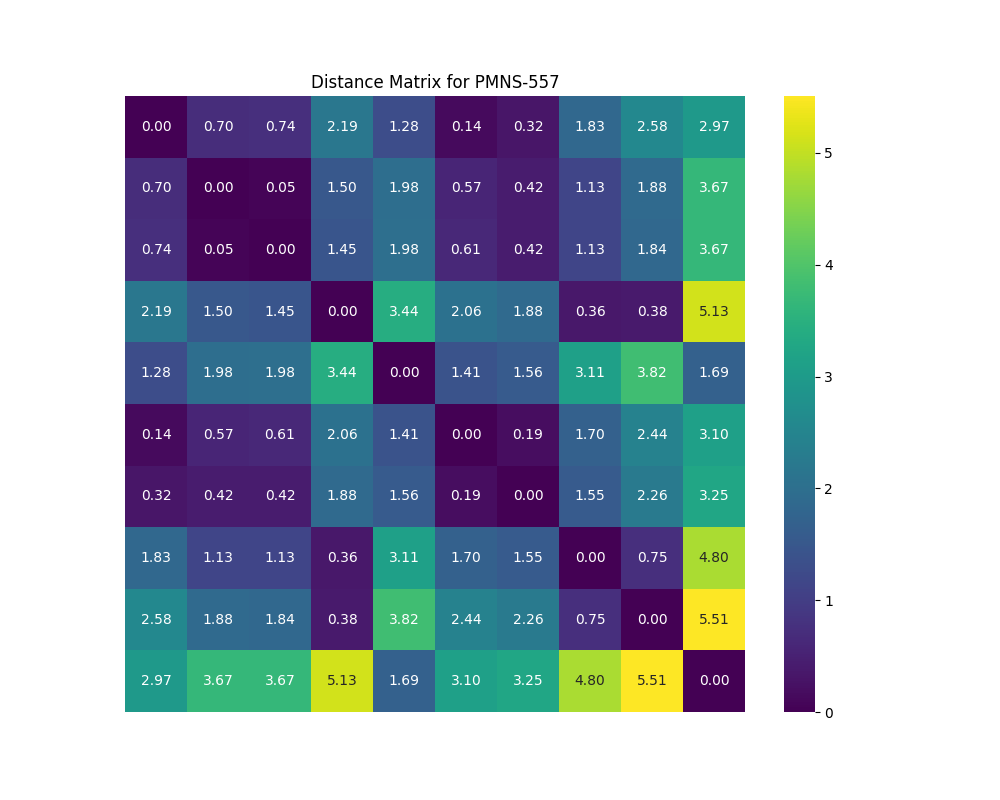 Distance Matrix for PMNS-557
0.00 0.70 0.74 2.19 1.28 0.14 0.32 1.83 2.58 2.97
0.70 0.00 0.05 1.50 1.98 0.57 0.42 1.13 1.88 3.67
0.74 0.05 0.00 1.45 1.98 0.61 0.42 1.13 1.84 3.67
2.19 1.50 1.45 0.00 3.44 2.06 1.88 0.36 0.38 5.13
1.28 1.98 1.98 3.44 0.00 1.41 1.56 3.11 3.82 1.69
0.14 0.57 0.61 2.06 1.41 0.00 0.19 1.70 2.44 3.10
0.32 0.42 0.42 1.88 1.56 0.19 0.00 1.55 2.26 3.25
1.83 1.13 1.13 0.36 3.11 1.70 1.55 0.00 0.75 4.80
2.58 1.88 1.84 0.38 3.82 2.44 2.26 0.75 0.00 5.51
2.97 3.67 3.67 5.13 1.69 3.10 3.25 4.80 5.51 0.00
5
4
3
2
1
0